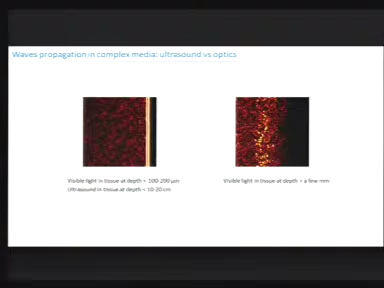 Waves propagation in complex media: ultrasound vs optics
Visible light in tissue at depth < 100-200 µm
Ultrasound in tissue at depth < 10-20 cm
Visible light in tissue at depth > a few mm